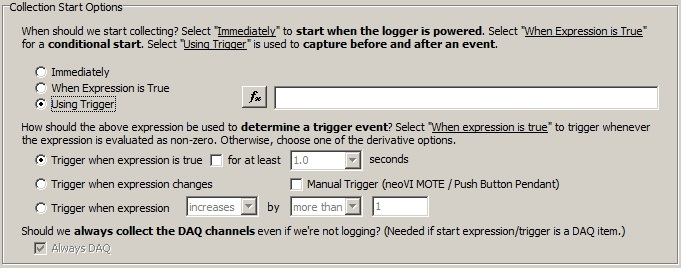 Collection Start Options
When should we start collecting? Select "Immediately" to start when the logger is powered. Select "When Expression is True"
for a conditional start. Select "Using Trigger" is used to capture before and after an event.
Immediately
When Expression is True
Using Trigger fx
How should the above expression be used to determine a trigger event? Select "When expression is true" to trigger whenever
the expression is evaluated as non-zero. Otherwise, choose one of the derivative options.
Trigger when expression is true for at least 1.0 seconds
Trigger when expression changes Manual Trigger (neoVI MOTE / Push Button Pendant)
Trigger when expression increases by more than 1
Should we always collect the DAQ channels even if we're not logging? (Needed if start expression/trigger is a DAQ item.)
Always DAQ